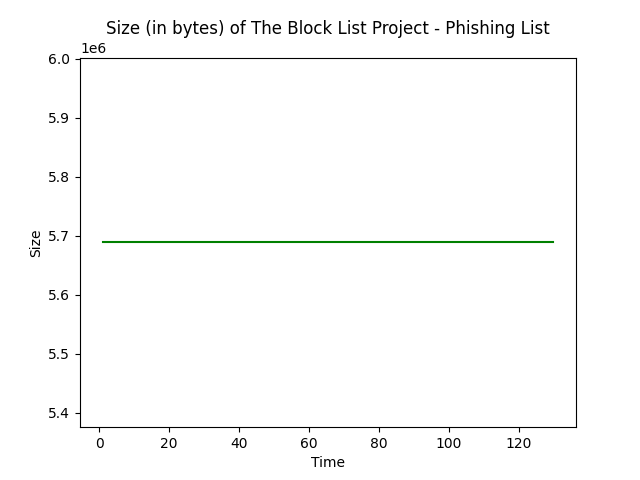 Size (in bytes) of The Block List Project - Phishing List
1e6
6.0
5.9
5.8
5.7
5.6
5.5
5.4
Size
0 20 40 60 80 100 120
Time